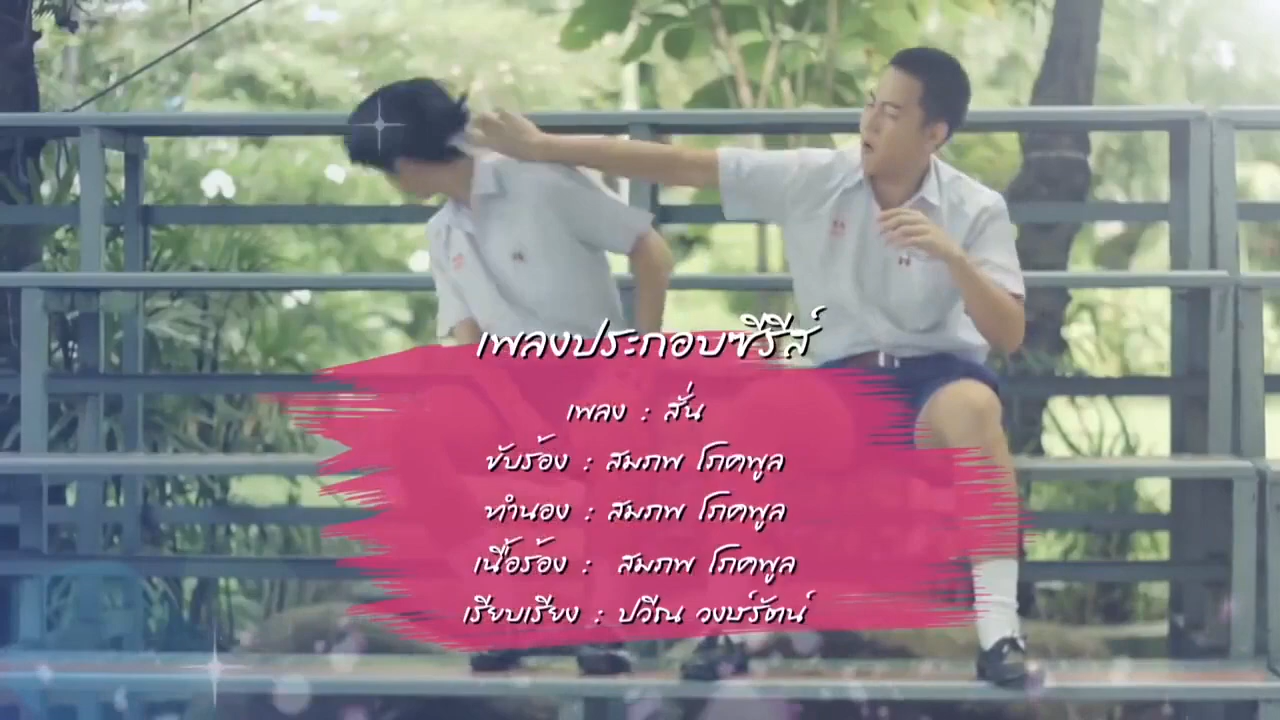 เพลงประกอบซีรีส์
เพลง : สั่น
ขับร้อง : สมภพ โภคพูล
ทำนอง : สมภพ โภคพูล
เนื้อร้อง : สมภพ โภคพูล
เรียบเรียง : ปวีณ วงษ์รัตน์